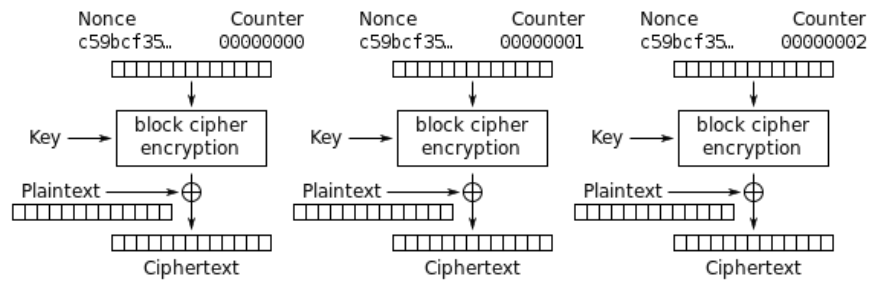 Nonce Counter
c59bcf35… 00000000
Key
block cipher
encryption
Plaintext
Ciphertext
Nonce Counter
c59bcf35… 00000001
Key
block cipher
encryption
Plaintext
Ciphertext
Nonce Counter
c59bcf35… 00000002
Key
block cipher
encryption
Plaintext
Ciphertext